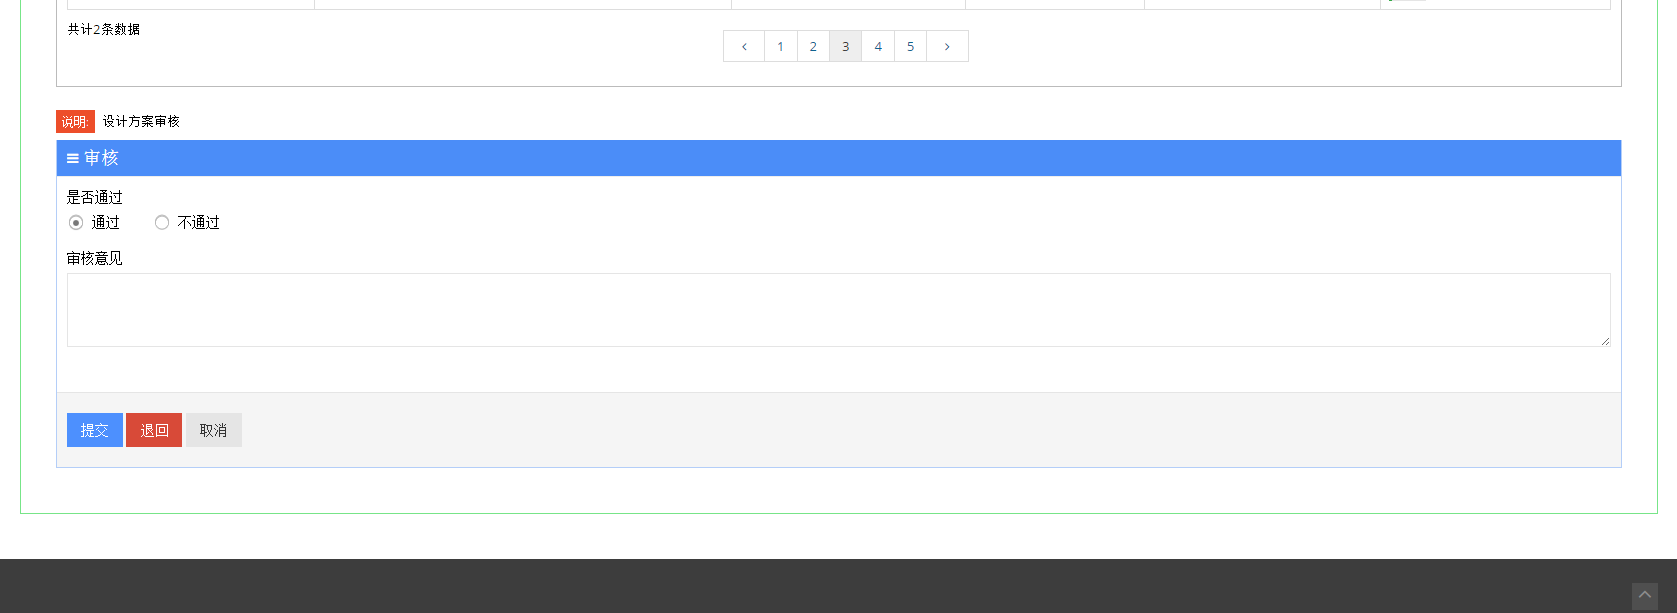 共计2条数据
‹ 1 2 3 4 5 ›
说明: 设计方案审核
审核
是否通过
通过 不通过
审核意见
提交 退回 取消